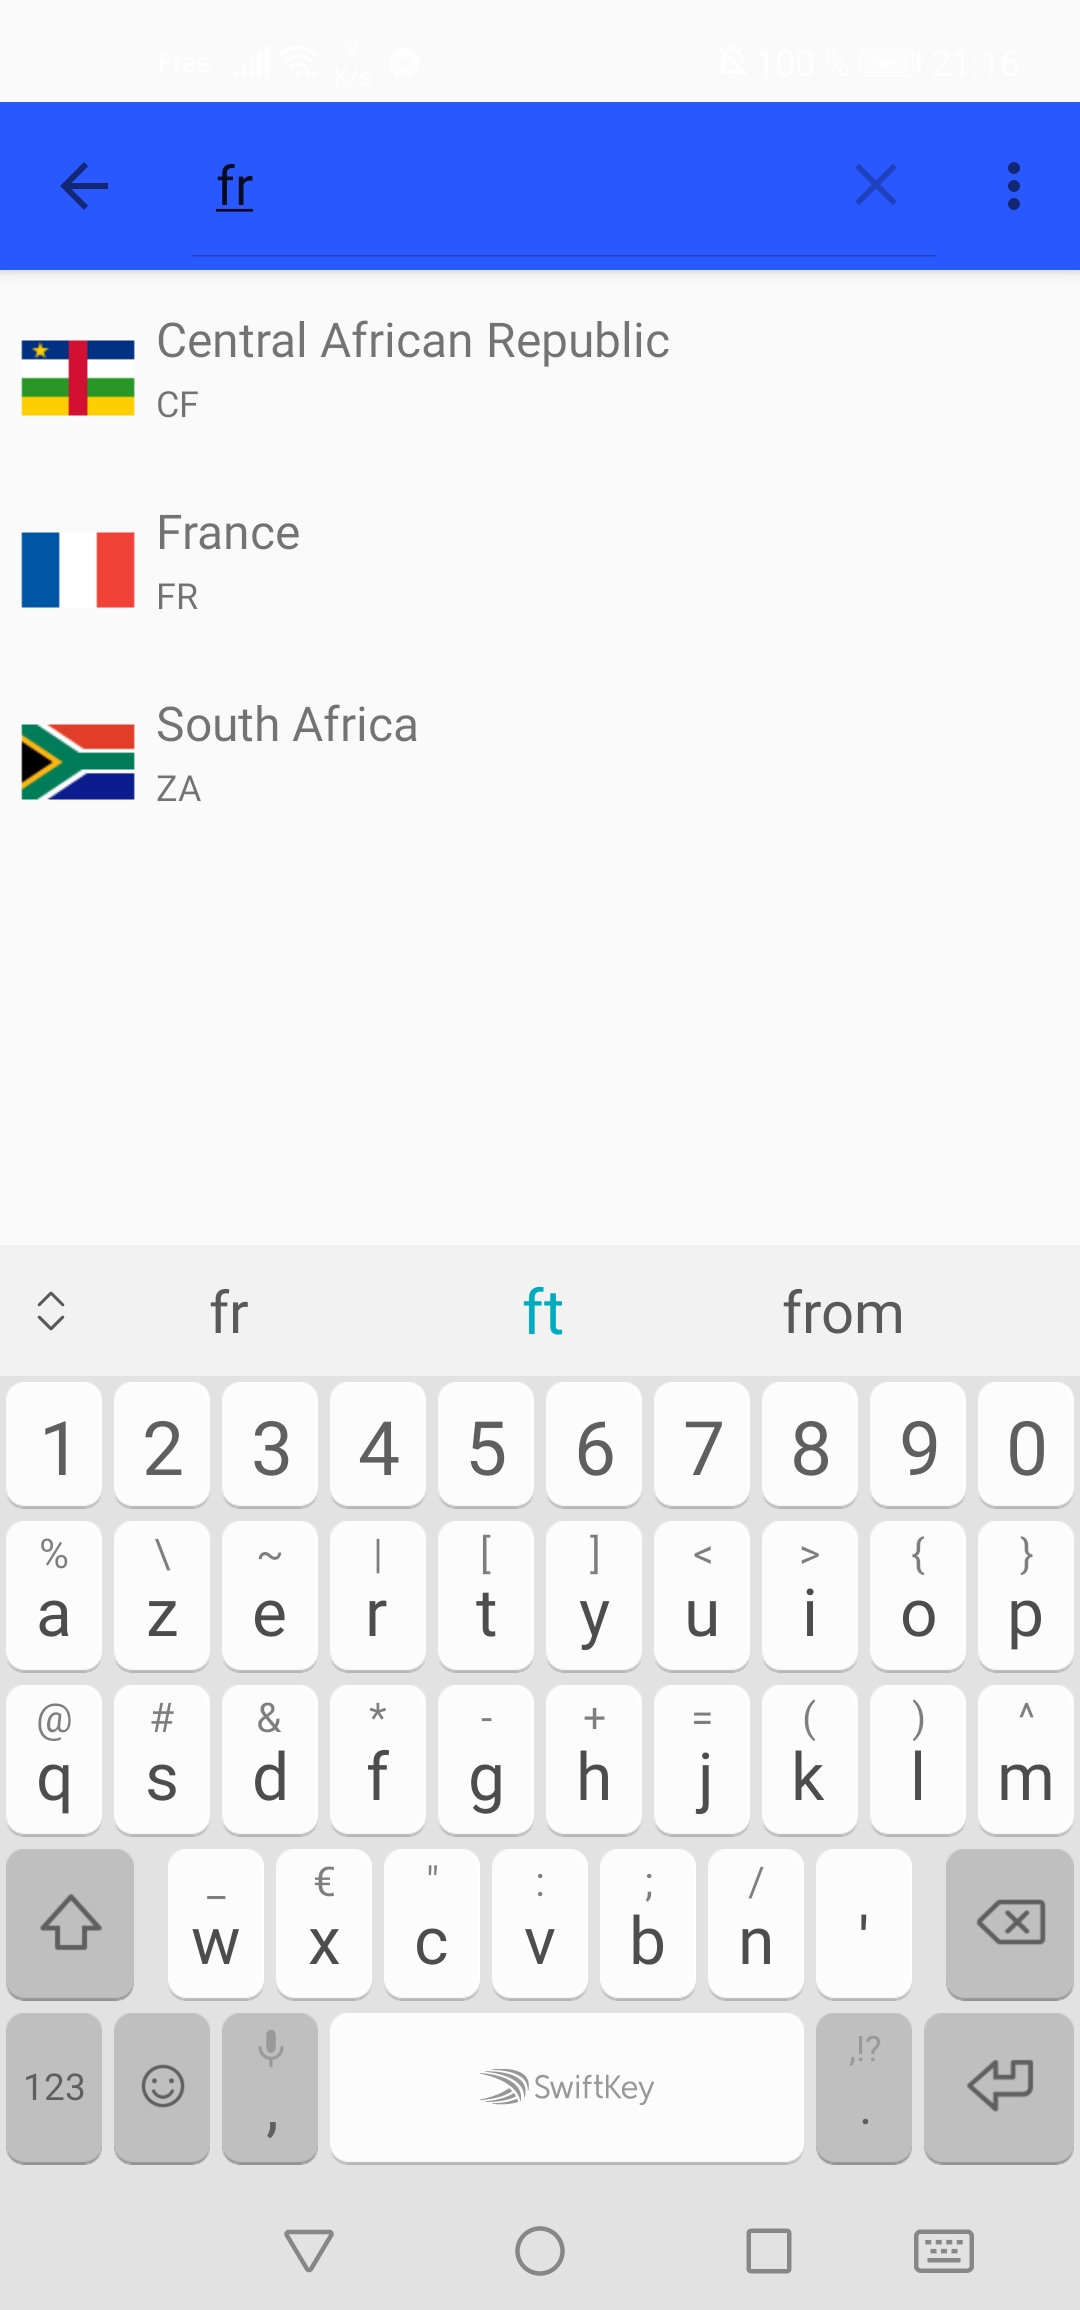 Free 2 K/s 100 % 21:16
fr
Central African Republic
CF
France
FR
South Africa
ZA
fr ft from
1 2 3 4 5 6 7 8 9 0
% \ ~ | [ ] < > { }
a z e r t y u i o p
@ # & * - + = ( ) ^
q s d f g h j k l m
_ € " : ; /
w x c v b n '
,!?
123 , SwiftKey .